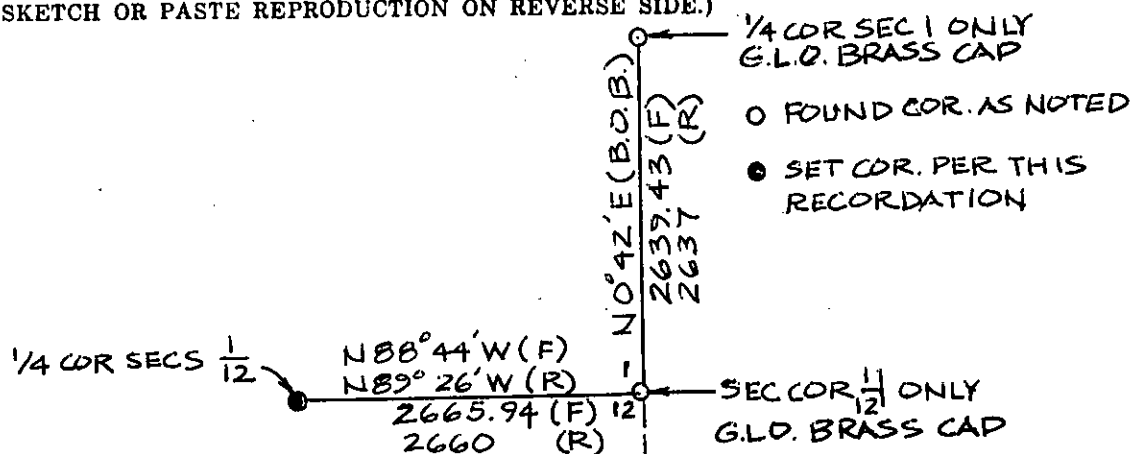 SKETCH OR PASTE REPRODUCTION ON REVERSE SIDE.)
1/4 COR SEC 1 ONLY
G.L.O. BRASS CAP
○ FOUND COR. AS NOTED
● SET COR. PER THIS
RECORDATION
N0°42'E (B.O.B.)
2639.43 (F)
2637 (R)
1/4 COR SECS 1/12
N88°44'W (F)
N89°26'W (R)
2665.94 (F)
2660 (R)
1
12
SEC COR 1/12 ONLY
G.L.O. BRASS CAP